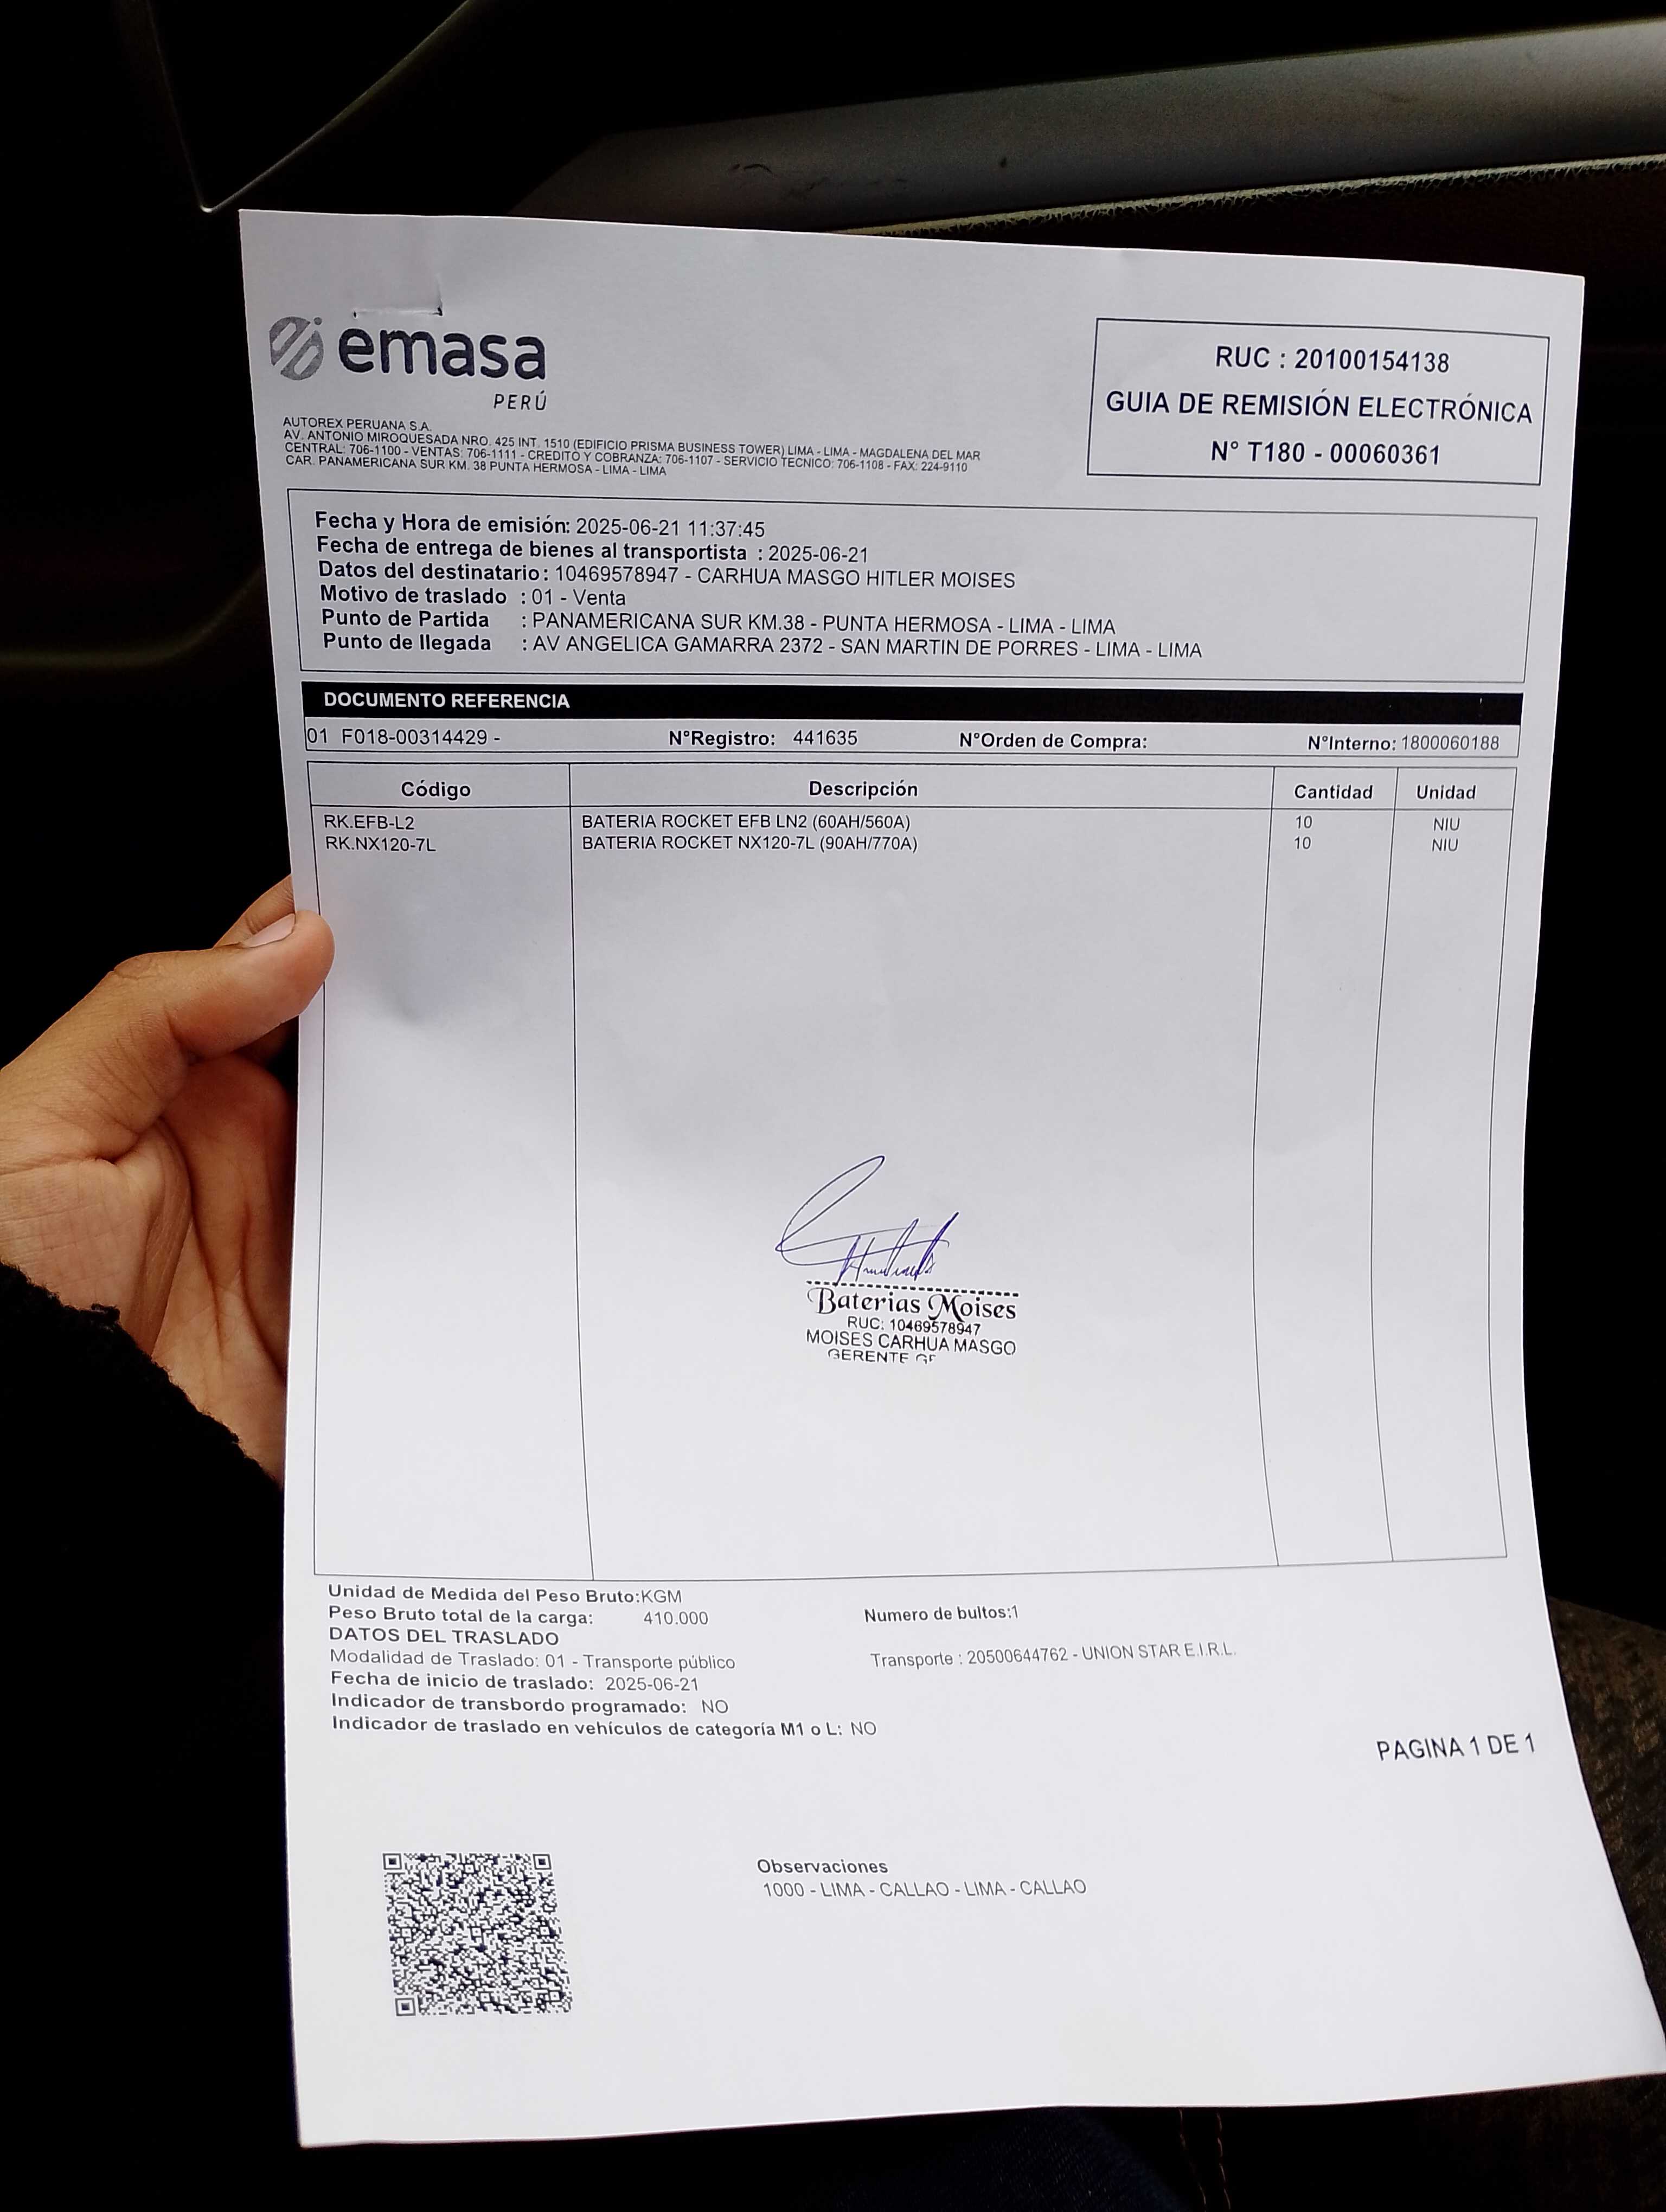 emasa
PERÚ
AUTOREX PERUANA S.A.
AV. ANTONIO MIROQUESADA NRO. 425 INT. 1510 (EDIFICIO PRISMA BUSINESS TOWER) LIMA - LIMA - MAGDALENA DEL MAR
CENTRAL: 706-1100 - VENTAS: 706-1111 - CREDITO Y COBRANZA: 706-1107 - SERVICIO TECNICO: 706-1108 - FAX: 224-9110
CAR. PANAMERICANA SUR KM. 38 PUNTA HERMOSA - LIMA - LIMA
RUC : 20100154138
GUIA DE REMISIÓN ELECTRÓNICA
N° T180 - 00060361
Fecha y Hora de emisión: 2025-06-21 11:37:45
Fecha de entrega de bienes al transportista : 2025-06-21
Datos del destinatario : 10469578947 - CARHUA MASGO HITLER MOISES
Motivo de traslado : 01 - Venta
Punto de Partida : PANAMERICANA SUR KM.38 - PUNTA HERMOSA - LIMA - LIMA
Punto de llegada : AV ANGELICA GAMARRA 2372 - SAN MARTIN DE PORRES - LIMA - LIMA
DOCUMENTO REFERENCIA
01 F018-00314429 - N°Registro: 441635 N°Orden de Compra: N°Interno: 1800060188
Código Descripción Cantidad Unidad
RK.EFB-L2 BATERIA ROCKET EFB LN2 (60AH/560A) 10 NIU
RK.NX120-7L BATERIA ROCKET NX120-7L (90AH/770A) 10 NIU
Baterias Moises
RUC: 10469578947
MOISES CARHUA MASGO
GERENTE
Unidad de Medida del Peso Bruto:KGM
Peso Bruto total de la carga: 410.000 Numero de bultos:1
DATOS DEL TRASLADO
Modalidad de Traslado: 01 - Transporte público Transporte : 20500644762 - UNION STAR E.I.R.L.
Fecha de inicio de traslado: 2025-06-21
Indicador de transbordo programado: NO
Indicador de traslado en vehículos de categoría M1 o L: NO
PAGINA 1 DE 1
Observaciones
1000 - LIMA - CALLAO - LIMA - CALLAO